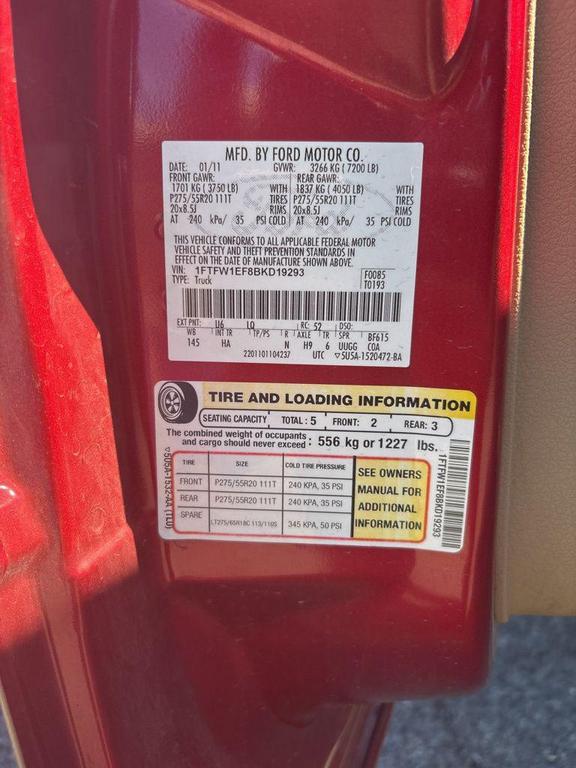 MFD. BY FORD MOTOR CO.
DATE: 01/11 GVWR: 3266 KG ( 7200 LB)
FRONT GAWR: REAR GAWR:
1701 KG ( 3750 LB) WITH 1837 KG ( 4050 LB) WITH
P275/55R20 111T TIRES P275/55R20 111T TIRES
20x8.5J RIMS 20x8.5J RIMS
AT 240 kPa/ 35 PSI COLD AT 240 kPa/ 35 PSI COLD
THIS VEHICLE CONFORMS TO ALL APPLICABLE FEDERAL MOTOR
VEHICLE SAFETY AND THEFT PREVENTION STANDARDS IN
EFFECT ON THE DATE OF MANUFACTURE SHOWN ABOVE.
VIN: 1FTFW1EF8BKD19293 F0085
TYPE: Truck T0193
EXT PNT: U6 LQ RC: 52 DSO:
WB INT TR TP/PS R AXLE TR SPR BF615
145 HA N H9 6 UUGG COA
2201101104237 UTC ▽5U5A-1520472-BA
TIRE AND LOADING INFORMATION
SEATING CAPACITY TOTAL : 5 FRONT: 2 REAR: 3
The combined weight of occupants
and cargo should never exceed : 556 kg or 1227 lbs.
TIRE SIZE COLD TIRE PRESSURE
FRONT P275/55R20 111T 240 KPA, 35 PSI
REAR P275/55R20 111T 240 KPA, 35 PSI
SPARE LT275/65R18C 113/110S 345 KPA, 50 PSI
SEE OWNERS
MANUAL FOR
ADDITIONAL
INFORMATION
1FTFW1EF8BKD19293